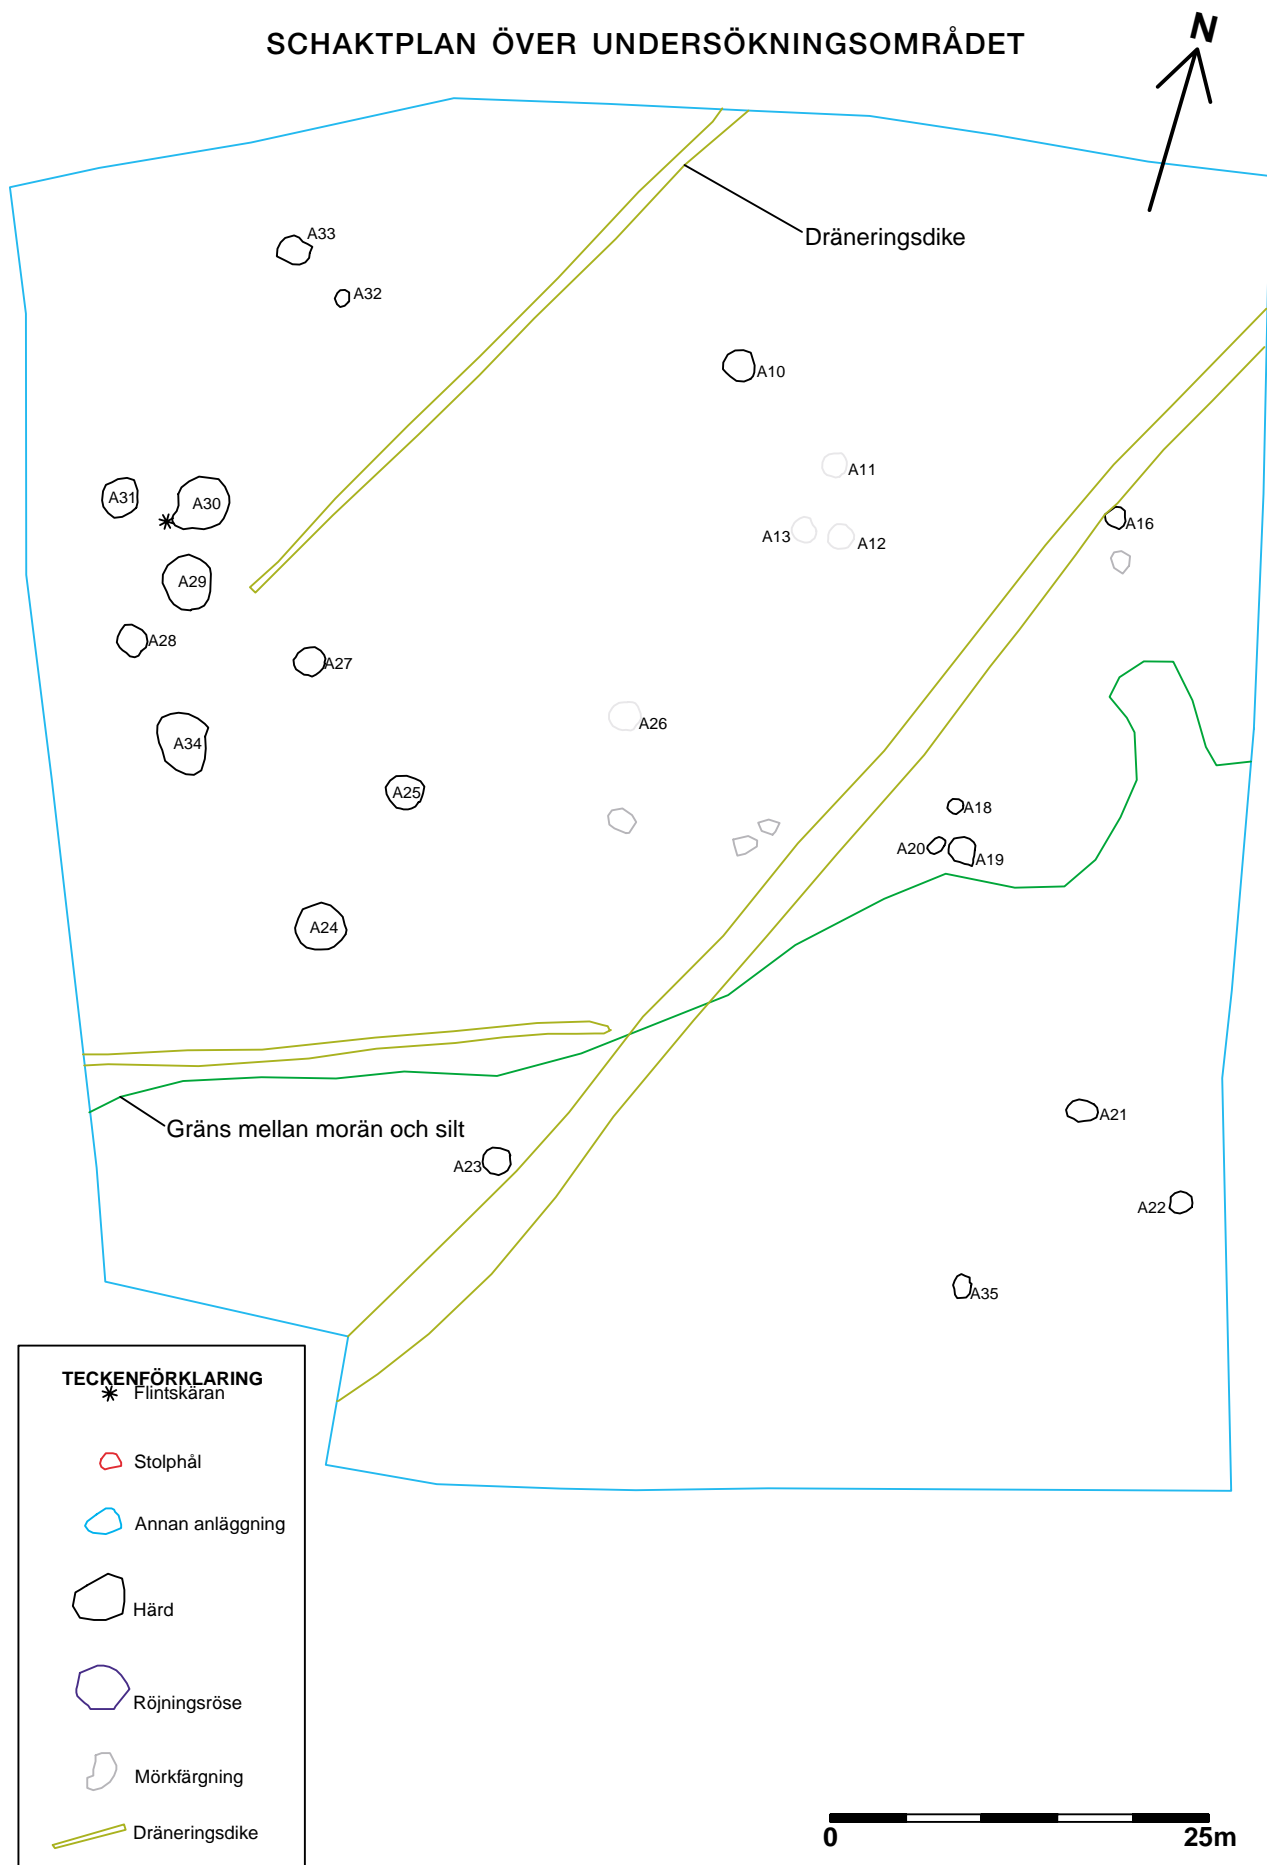 SCHAKTPLAN ÖVER UNDERSÖKNINGSOMRÅDET
N
A33
Dräneringsdike
A32
A10
A11
A31
A30
A16
A13
A12
A29
A28
A27
A26
A34
A25
A18
A20
A19
A24
A21
Gräns mellan morän och silt
A23
A22
A35
TECKENFÖRKLARING
Flintskäran
Stolphål
Annan anläggning
Härd
Röjningsröse
Mörkfärgning
Dräneringsdike
0 25m